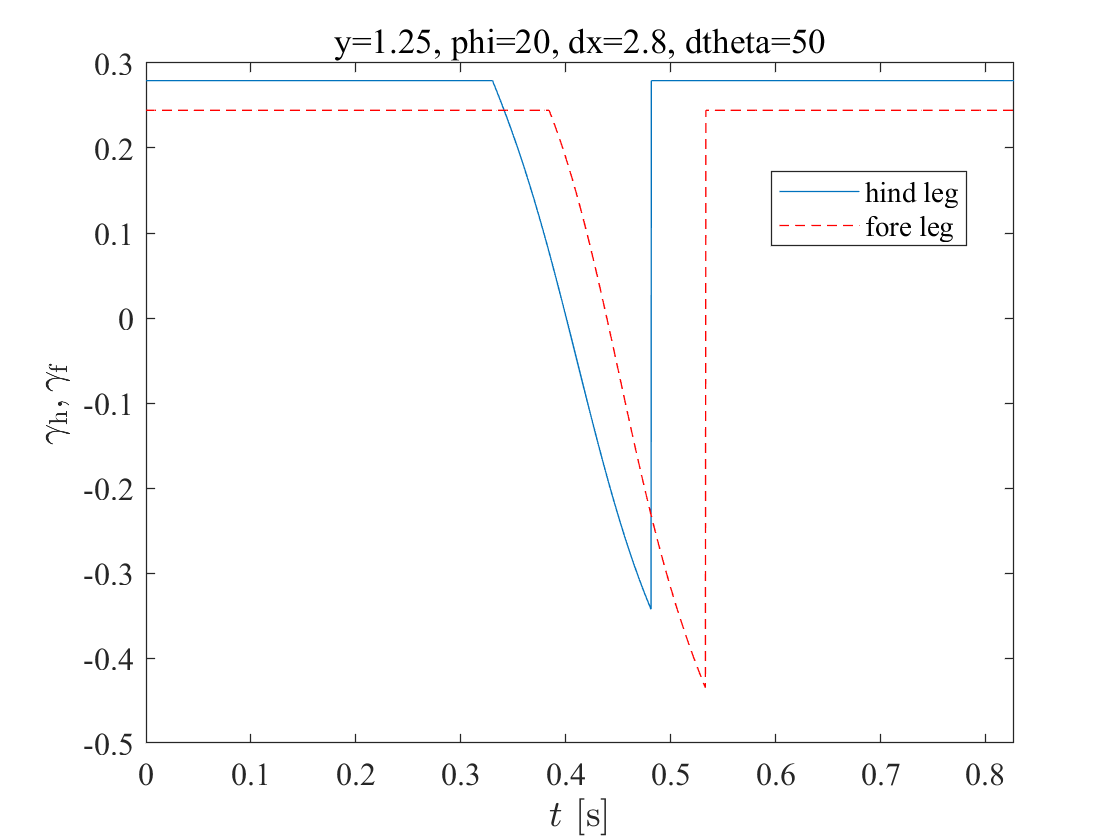 y=1.25, phi=20, dx=2.8, dtheta=50
0.3
0.2
0.1
0
-0.1
-0.2
-0.3
-0.4
-0.5
γh, γf
hind leg
fore leg
0 0.1 0.2 0.3 0.4 0.5 0.6 0.7 0.8
t [s]